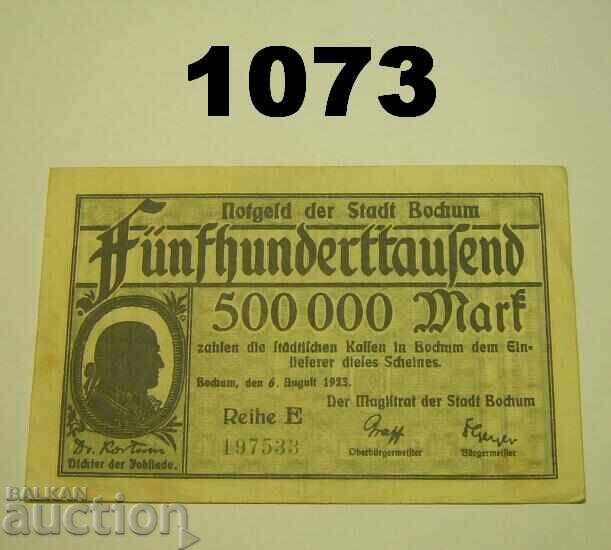 1073
Notgeld der Stadt Bochum
Fünfhunderttausend
500 000 Mark
zahlen die städtischen Kassen in Bochum dem Ein-
lieferer dieses Scheines.
Bochum, den 6. August 1923.
Der Magistrat der Stadt Bochum
Reihe E
197533
Graff
Oberbürgermeister
Bürgermeister
Dr. Kortum
Dichter der Jobsiade.
BALKAN
auction